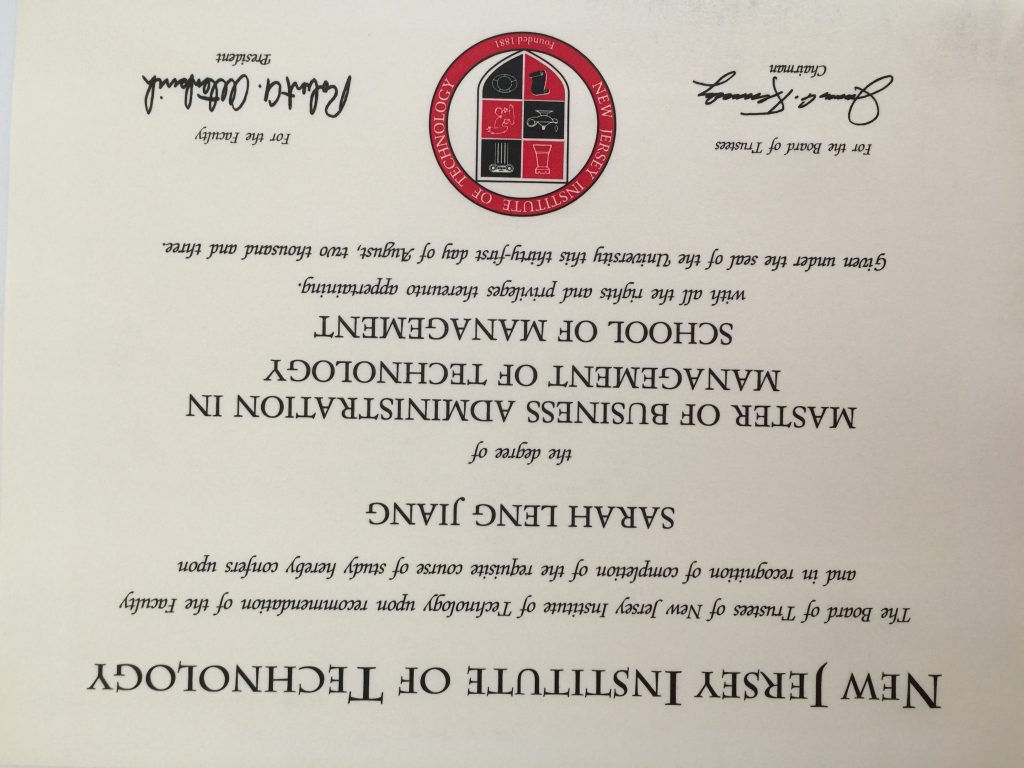 NEW JERSEY INSTITUTE OF TECHNOLOGY
The Board of Trustees of New Jersey Institute of Technology upon recommendation of the Faculty
and in recognition of completion of the requisite course of study hereby confers upon
SARAH LENG JIANG
the degree of
MASTER OF BUSINESS ADMINISTRATION IN
MANAGEMENT OF TECHNOLOGY
SCHOOL OF MANAGEMENT
with all the rights and privileges thereunto appertaining.
Given under the seal of the University this thirty-first day of August, two thousand and three.
For the Board of Trustees
Chairman
NEW JERSEY INSTITUTE OF TECHNOLOGY
Founded 1881
For the Faculty
Robert A. Altenkirch
President